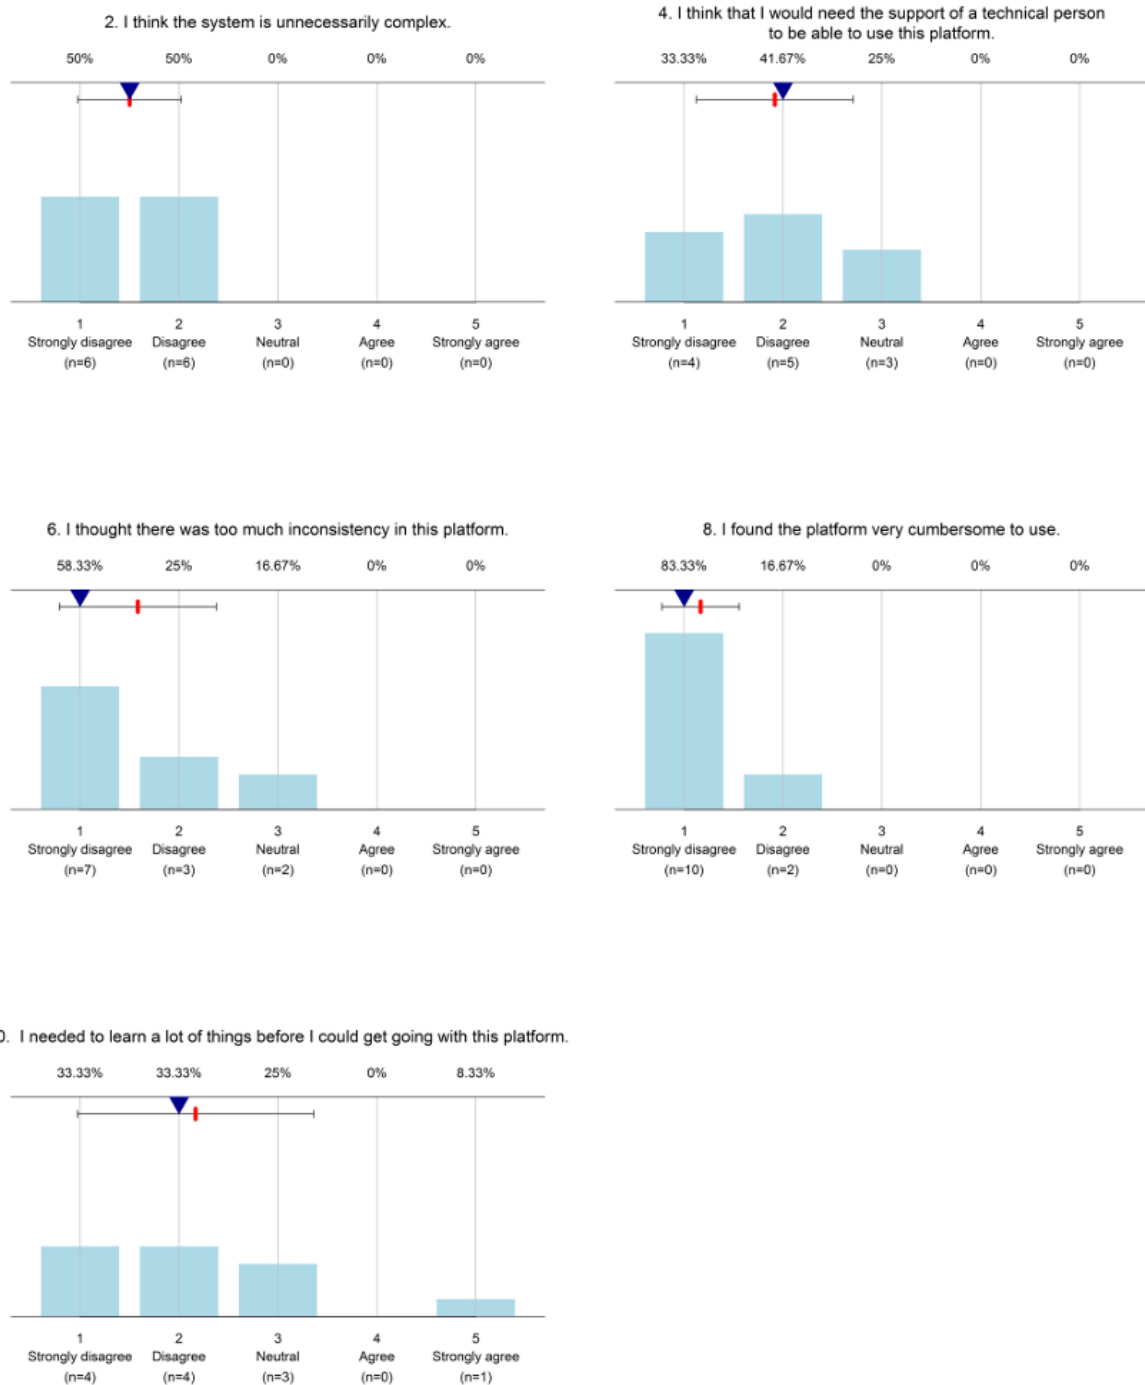 2. I think the system is unnecessarily complex.
50% 50% 0% 0% 0%
1 2 3 4 5
Strongly disagree Disagree Neutral Agree Strongly agree
(n=6) (n=6) (n=0) (n=0) (n=0)
4. I think that I would need the support of a technical person
to be able to use this platform.
33.33% 41.67% 25% 0% 0%
1 2 3 4 5
Strongly disagree Disagree Neutral Agree Strongly agree
(n=4) (n=5) (n=3) (n=0) (n=0)
6. I thought there was too much inconsistency in this platform.
58.33% 25% 16.67% 0% 0%
1 2 3 4 5
Strongly disagree Disagree Neutral Agree Strongly agree
(n=7) (n=3) (n=2) (n=0) (n=0)
8. I found the platform very cumbersome to use.
83.33% 16.67% 0% 0% 0%
1 2 3 4 5
Strongly disagree Disagree Neutral Agree Strongly agree
(n=10) (n=2) (n=0) (n=0) (n=0)
0. I needed to learn a lot of things before I could get going with this platform.
33.33% 33.33% 25% 0% 8.33%
1 2 3 4 5
Strongly disagree Disagree Neutral Agree Strongly agree
(n=4) (n=4) (n=3) (n=0) (n=1)